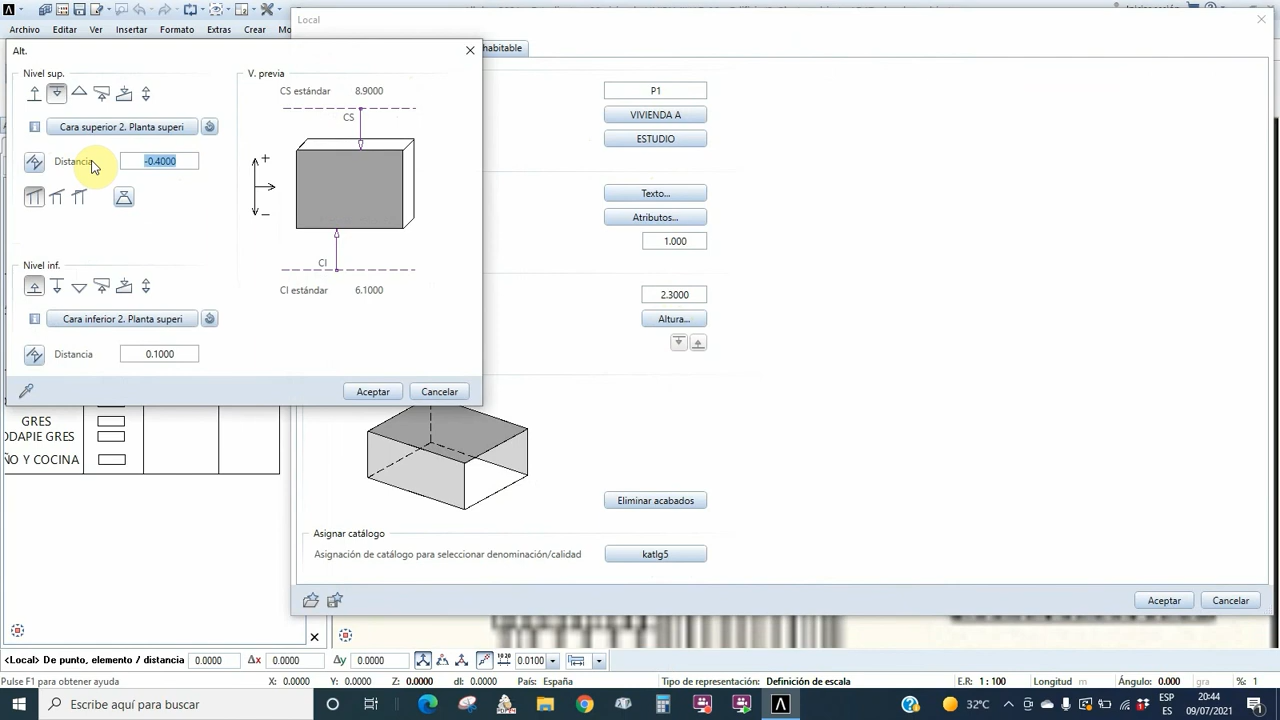 Archivo Editar Ver Insertar Formato Extras Crear
Local
habitable
Alt.
Nivel sup.
V. previa
CS estándar 8.9000
CS
Cara superior 2. Planta superi
Distancia -0.4000
+
−
CI
CI estándar 6.1000
Nivel inf.
Cara inferior 2. Planta superi
Distancia 0.1000
Aceptar Cancelar
P1
VIVIENDA A
ESTUDIO
Texto...
Atributos...
1.000
2.3000
Altura...
GRES
ODAPIE GRES
ÑO Y COCINA
Eliminar acabados
Asignar catálogo
Asignación de catálogo para seleccionar denominación/calidad katlg5
Aceptar Cancelar
<Local> De punto, elemento / distancia 0.0000 Δx 0.0000 Δy 0.0000 0.0100
Pulse F1 para obtener ayuda X: 0.0000 Y: 0.0000 Z: 0.0000 dl: 0.0000 País: España Tipo de representación: Definición de escala E.R: 1 : 100 Longitud m Ángulo: 0.000 gra %: 1
Escribe aquí para buscar
32°C
ESP
ES
20:44
09/07/2021